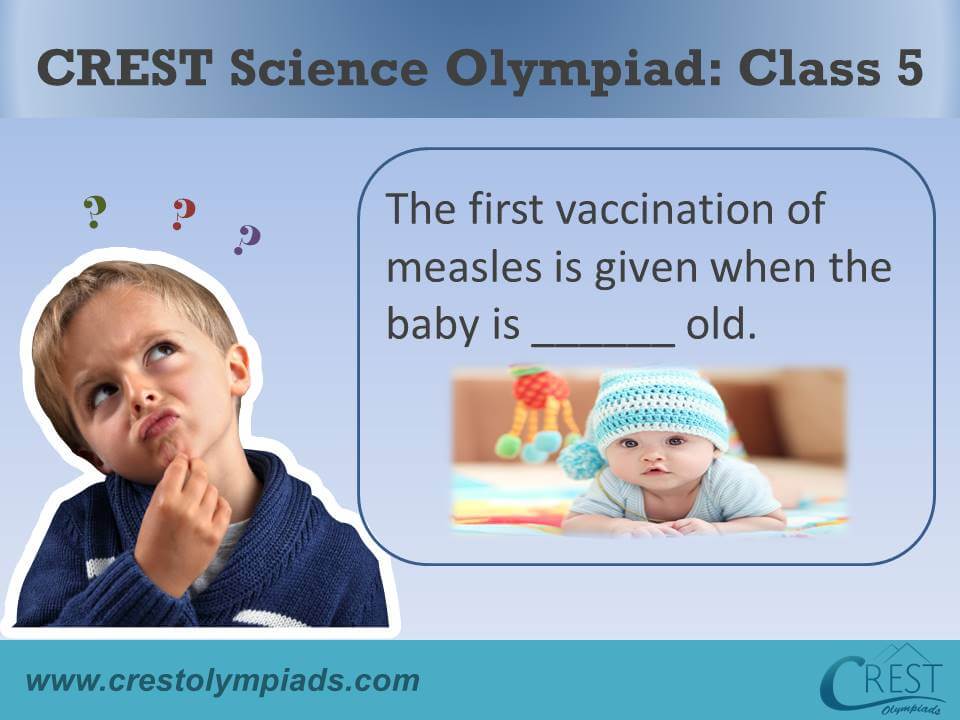 CREST Science Olympiad: Class 5
? ? ?
The first vaccination of
measles is given when the
baby is ______ old.
www.crestolympiads.com
CREST
Olympiads